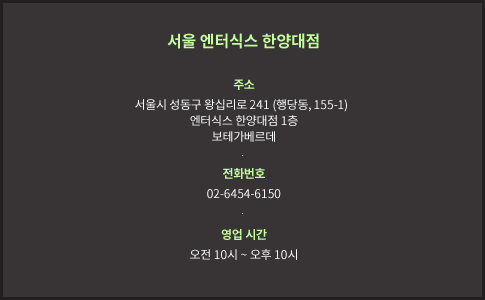 서울 엔터식스 한양대점
주소
서울시 성동구 왕십리로 241 (행당동, 155-1)
엔터식스 한양대점 1층
보테가베르데
.
전화번호
02-6454-6150
.
영업 시간
오전 10시 ~ 오후 10시